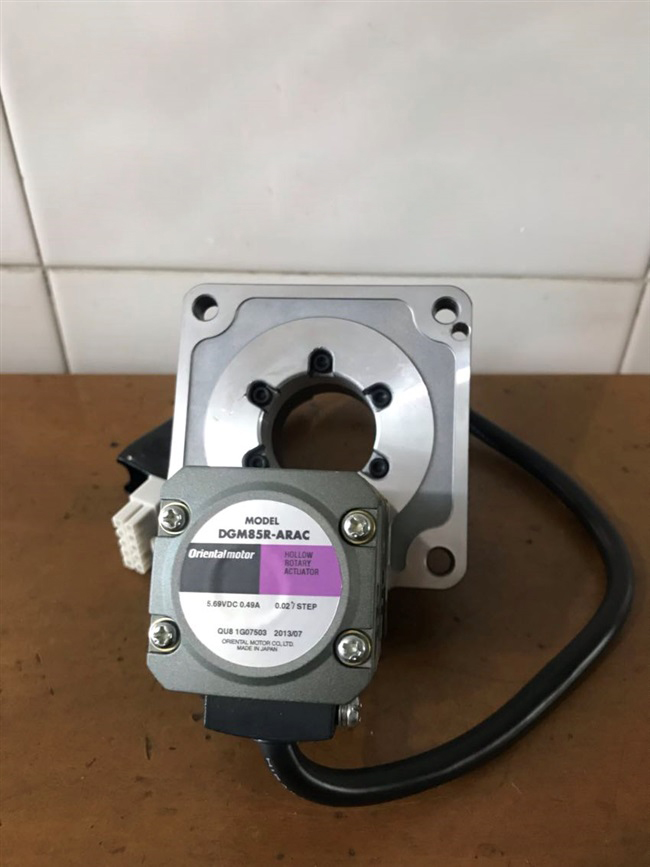 MODEL
DGM85R-ARAC
Orientalmotor
HOLLOW
ROTARY
ACTUATOR
5.69VDC 0.49A 0.02°/STEP
QU8 1G07503 2013/07
ORIENTAL MOTOR CO.,LTD.
MADE IN JAPAN